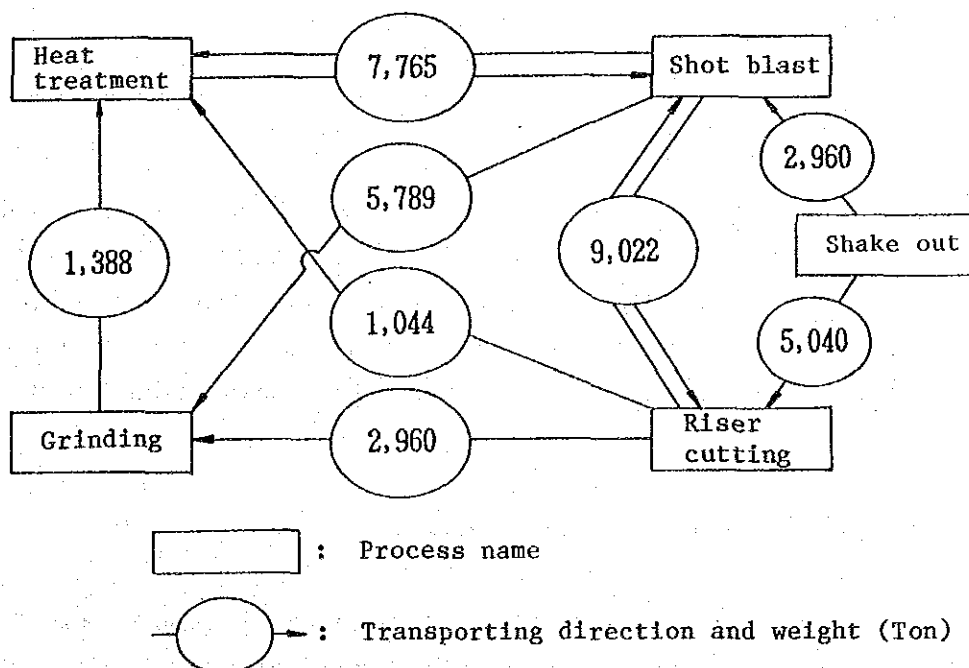 Heat
treatment
7,765
Shot blast
2,960
5,789
Shake out
1,388
9,022
1,044
5,040
Grinding
2,960
Riser
cutting
: Process name
: Transporting direction and weight (Ton)